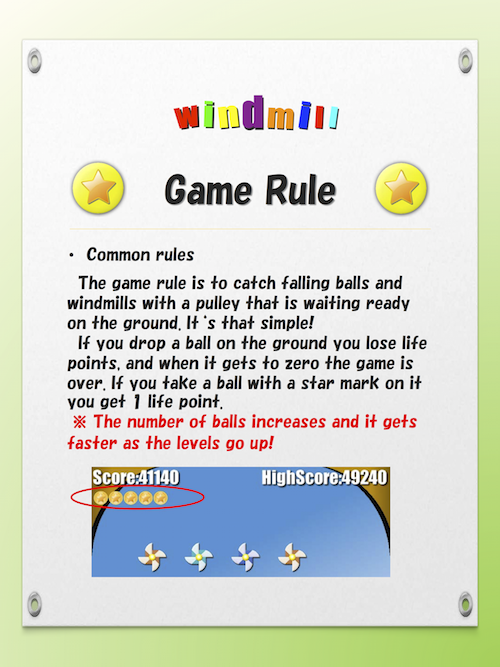 windmill
Game Rule
・ Common rules
The game rule is to catch falling balls and
windmills with a pulley that is waiting ready
on the ground. It's that simple!
If you drop a ball on the ground you lose life
points, and when it gets to zero the game is
over. If you take a ball with a star mark on it
you get 1 life point.
※ The number of balls increases and it gets
faster as the levels go up!
Score:41140 HighScore:49240